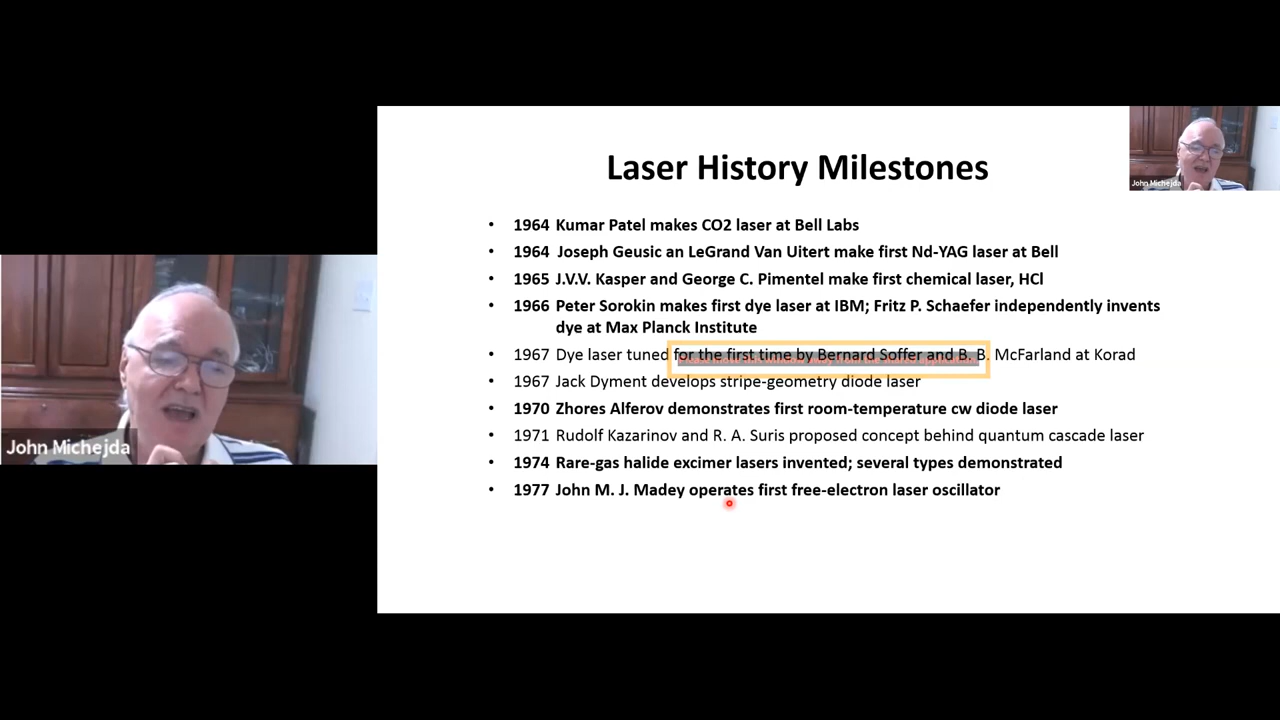 Laser History Milestones
John Michejda
• 1964 Kumar Patel makes CO2 laser at Bell Labs
• 1964 Joseph Geusic an LeGrand Van Uitert make first Nd-YAG laser at Bell
• 1965 J.V.V. Kasper and George C. Pimentel make first chemical laser, HCl
• 1966 Peter Sorokin makes first dye laser at IBM; Fritz P. Schaefer independently invents
dye at Max Planck Institute
• 1967 Dye laser tuned for the first time by Bernard Soffer and B. B. McFarland at Korad
• 1967 Jack Dyment develops stripe-geometry diode laser
• 1970 Zhores Alferov demonstrates first room-temperature cw diode laser
• 1971 Rudolf Kazarinov and R. A. Suris proposed concept behind quantum cascade laser
• 1974 Rare-gas halide excimer lasers invented; several types demonstrated
• 1977 John M. J. Madey operates first free-electron laser oscillator
John Michejda